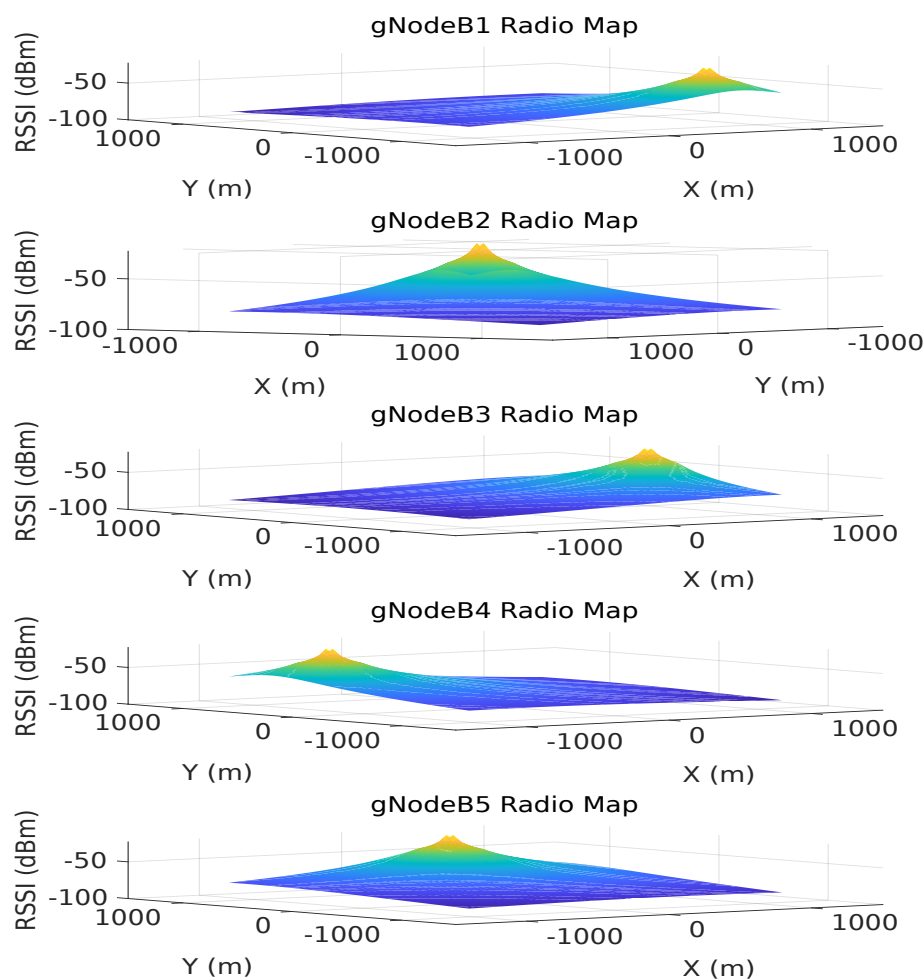 gNodeB1 Radio Map
RSSI (dBm)
-50
-100
1000
0
-1000
-1000
0
1000
Y (m)
X (m)
gNodeB2 Radio Map
RSSI (dBm)
-50
-100
-1000
0
1000
1000
0
-1000
X (m)
Y (m)
gNodeB3 Radio Map
RSSI (dBm)
-50
-100
1000
0
-1000
-1000
0
1000
Y (m)
X (m)
gNodeB4 Radio Map
RSSI (dBm)
-50
-100
1000
0
-1000
-1000
0
1000
Y (m)
X (m)
gNodeB5 Radio Map
RSSI (dBm)
-50
-100
1000
0
-1000
-1000
0
1000
Y (m)
X (m)